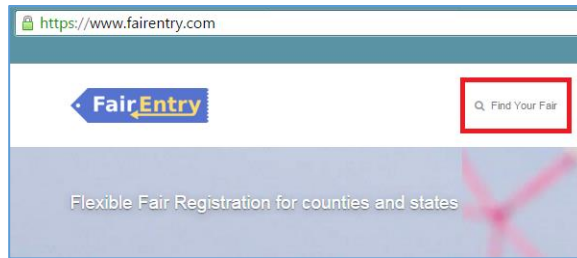 https://www.fairentry.com
FairEntry
Find Your Fair
Flexible Fair Registration for counties and states